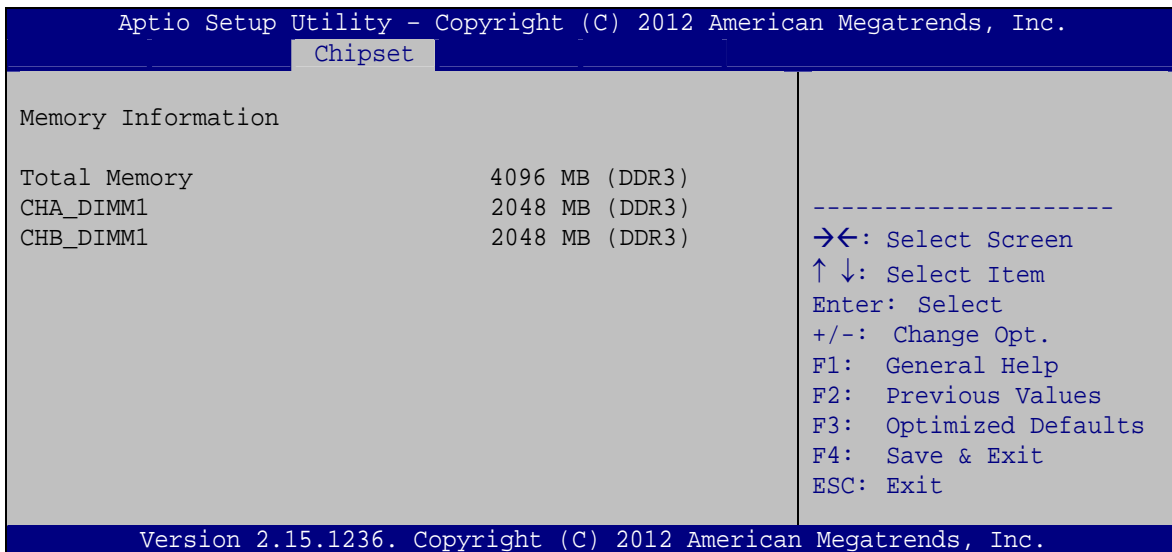 Aptio Setup Utility – Copyright (C) 2012 American Megatrends, Inc.
Chipset
Memory Information
Total Memory 4096 MB (DDR3)
CHA_DIMM1 2048 MB (DDR3)
CHB_DIMM1 2048 MB (DDR3)
---------------------
→←: Select Screen
↑ ↓: Select Item
Enter: Select
+/-: Change Opt.
F1: General Help
F2: Previous Values
F3: Optimized Defaults
F4: Save & Exit
ESC: Exit
Version 2.15.1236. Copyright (C) 2012 American Megatrends, Inc.